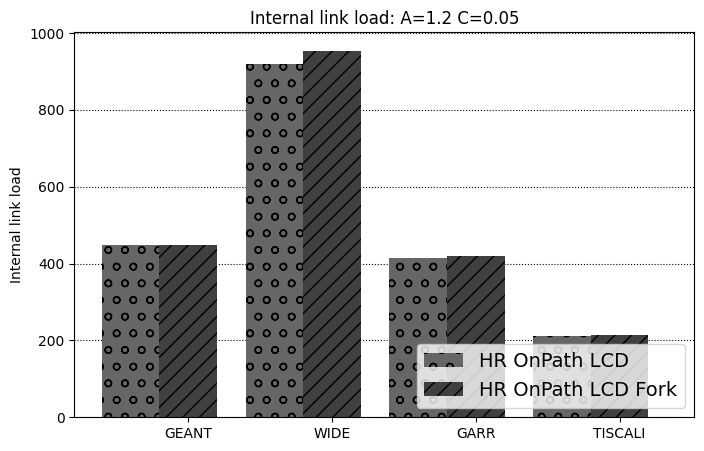 Internal link load: A=1.2 C=0.05
Internal link load
1000
800
600
400
200
0
GEANT
WIDE
GARR
TISCALI
HR OnPath LCD
HR OnPath LCD Fork